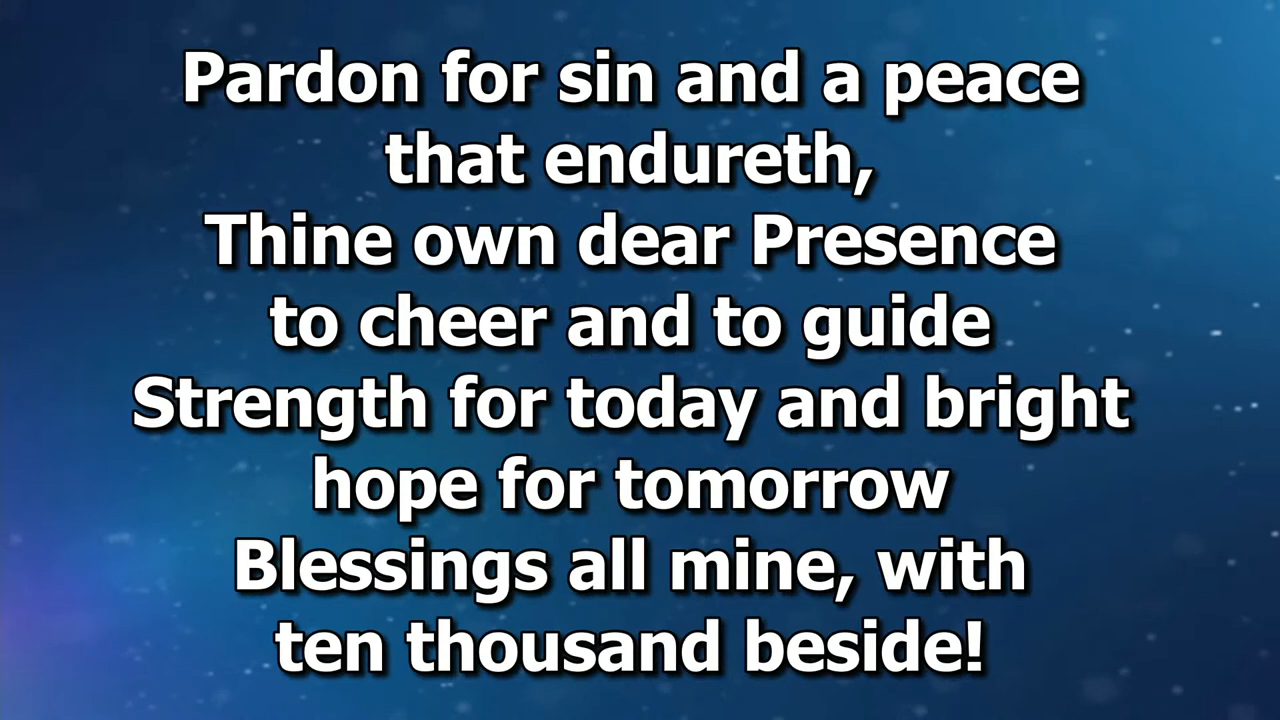 Pardon for sin and a peace
that endureth,
Thine own dear Presence
to cheer and to guide
Strength for today and bright
hope for tomorrow
Blessings all mine, with
ten thousand beside!